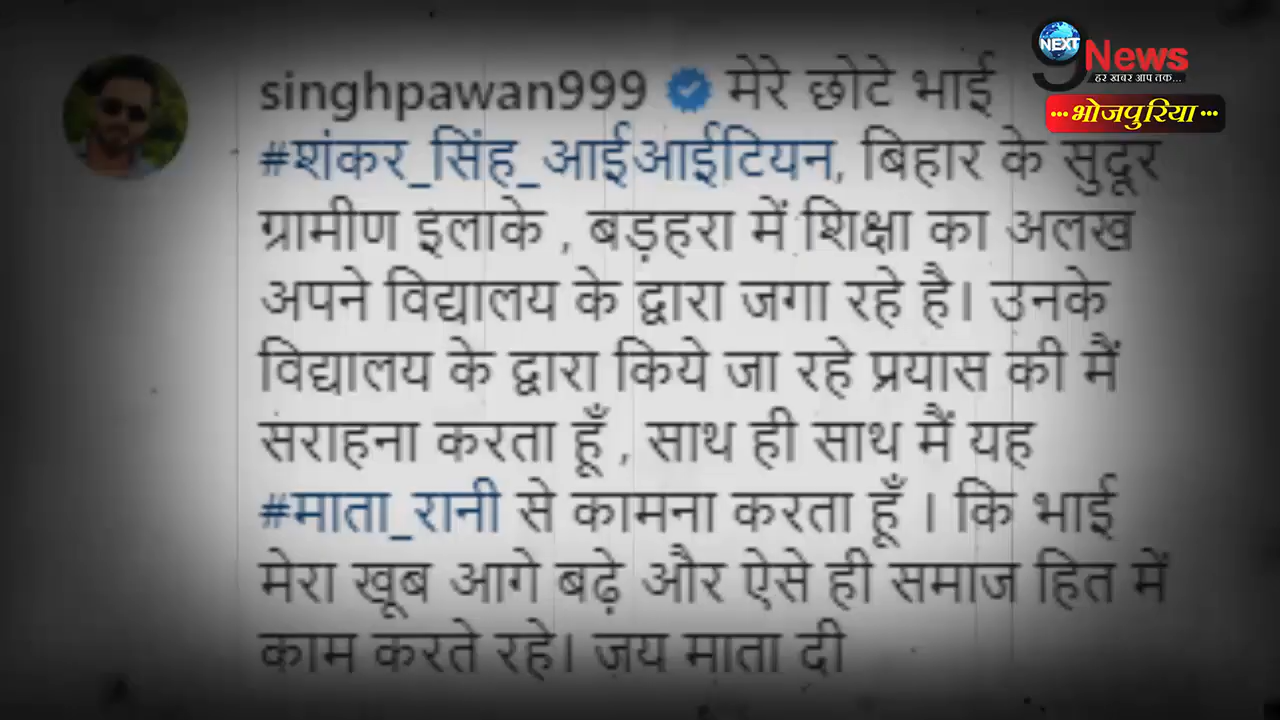 NEXT
9 News
हर खबर आप तक...
...भोजपुरिया...
singhpawan999 मेरे छोटे भाई
#शंकर_सिंह_आईआईटियन, बिहार के सुदूर
ग्रामीण इलाके , बड़हरा में शिक्षा का अलख
अपने विद्यालय के द्वारा जगा रहे है। उनके
विद्यालय के द्वारा किये जा रहे प्रयास की मैं
सराहना करता हूँ , साथ ही साथ मैं यह
#माता_रानी से कामना करता हूँ । कि भाई
मेरा खूब आगे बढ़े और ऐसे ही समाज हित में
काम करते रहे। जय माता दी